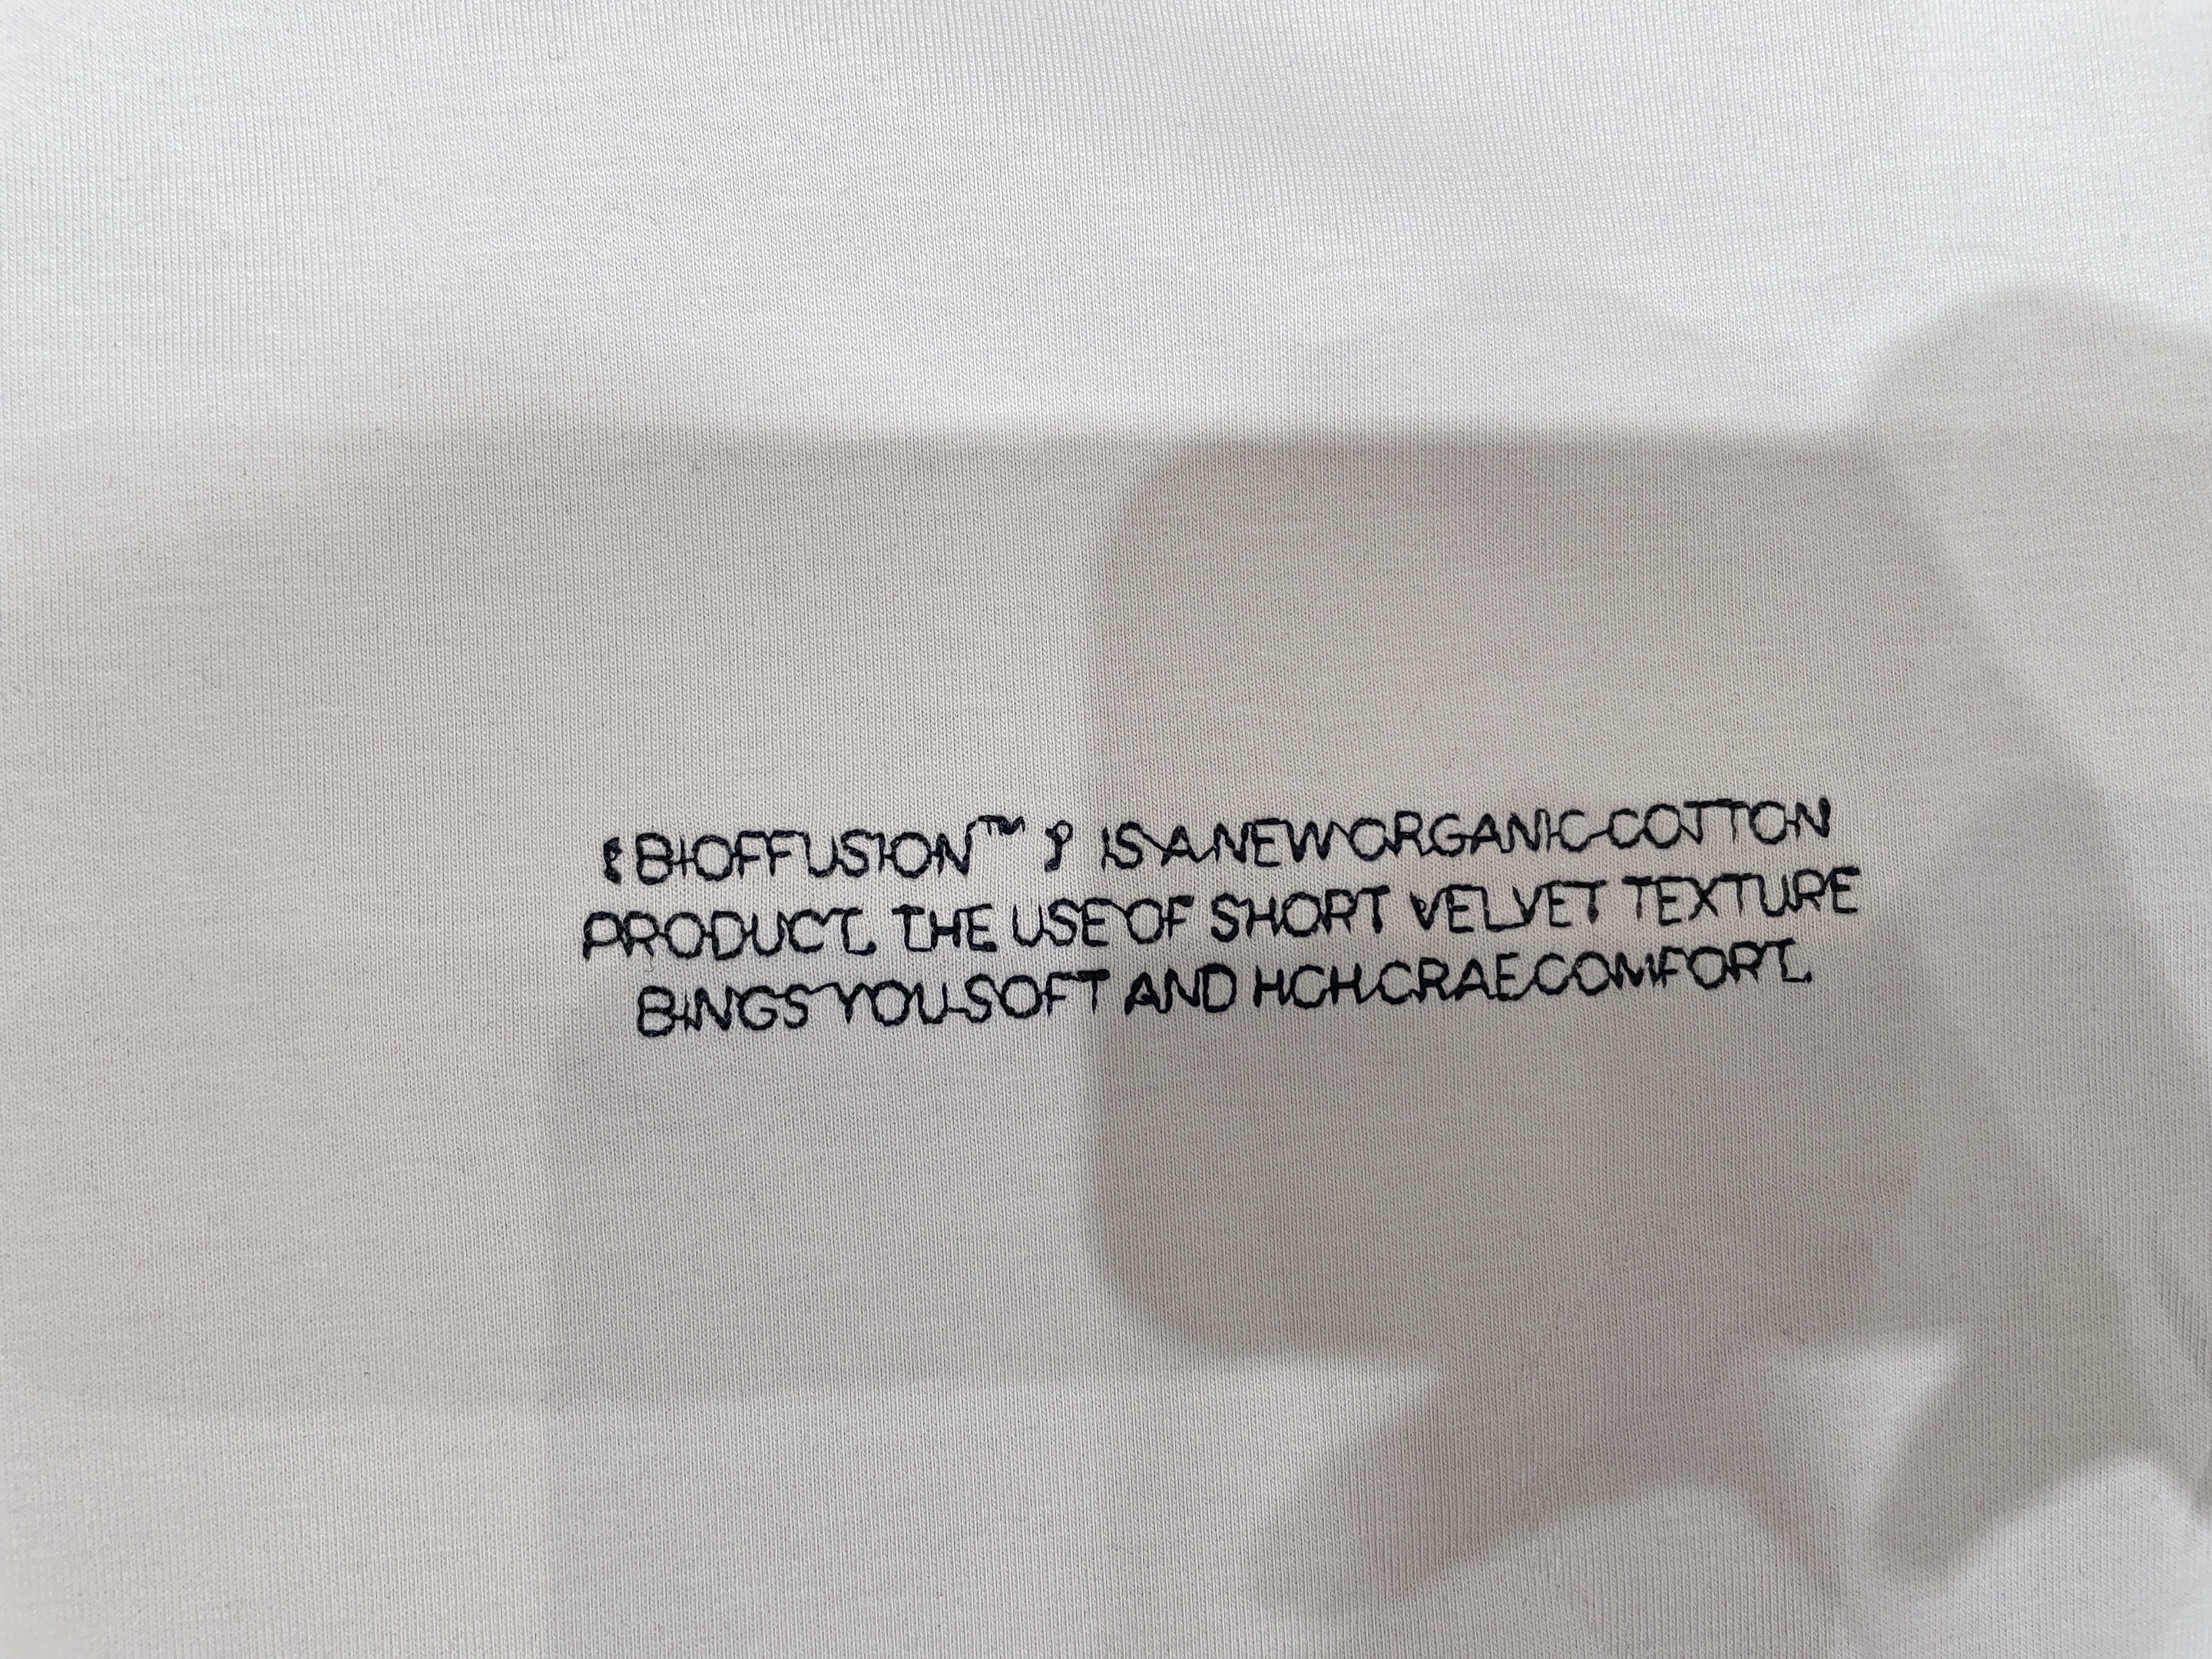 BIOFFUSION™ IS A NEW ORGANIC COTTON
PRODUCT. THE USE OF SHORT VELVET TEXTURE
BINGS YOU SOFT AND HCH CRAE COMFORT.